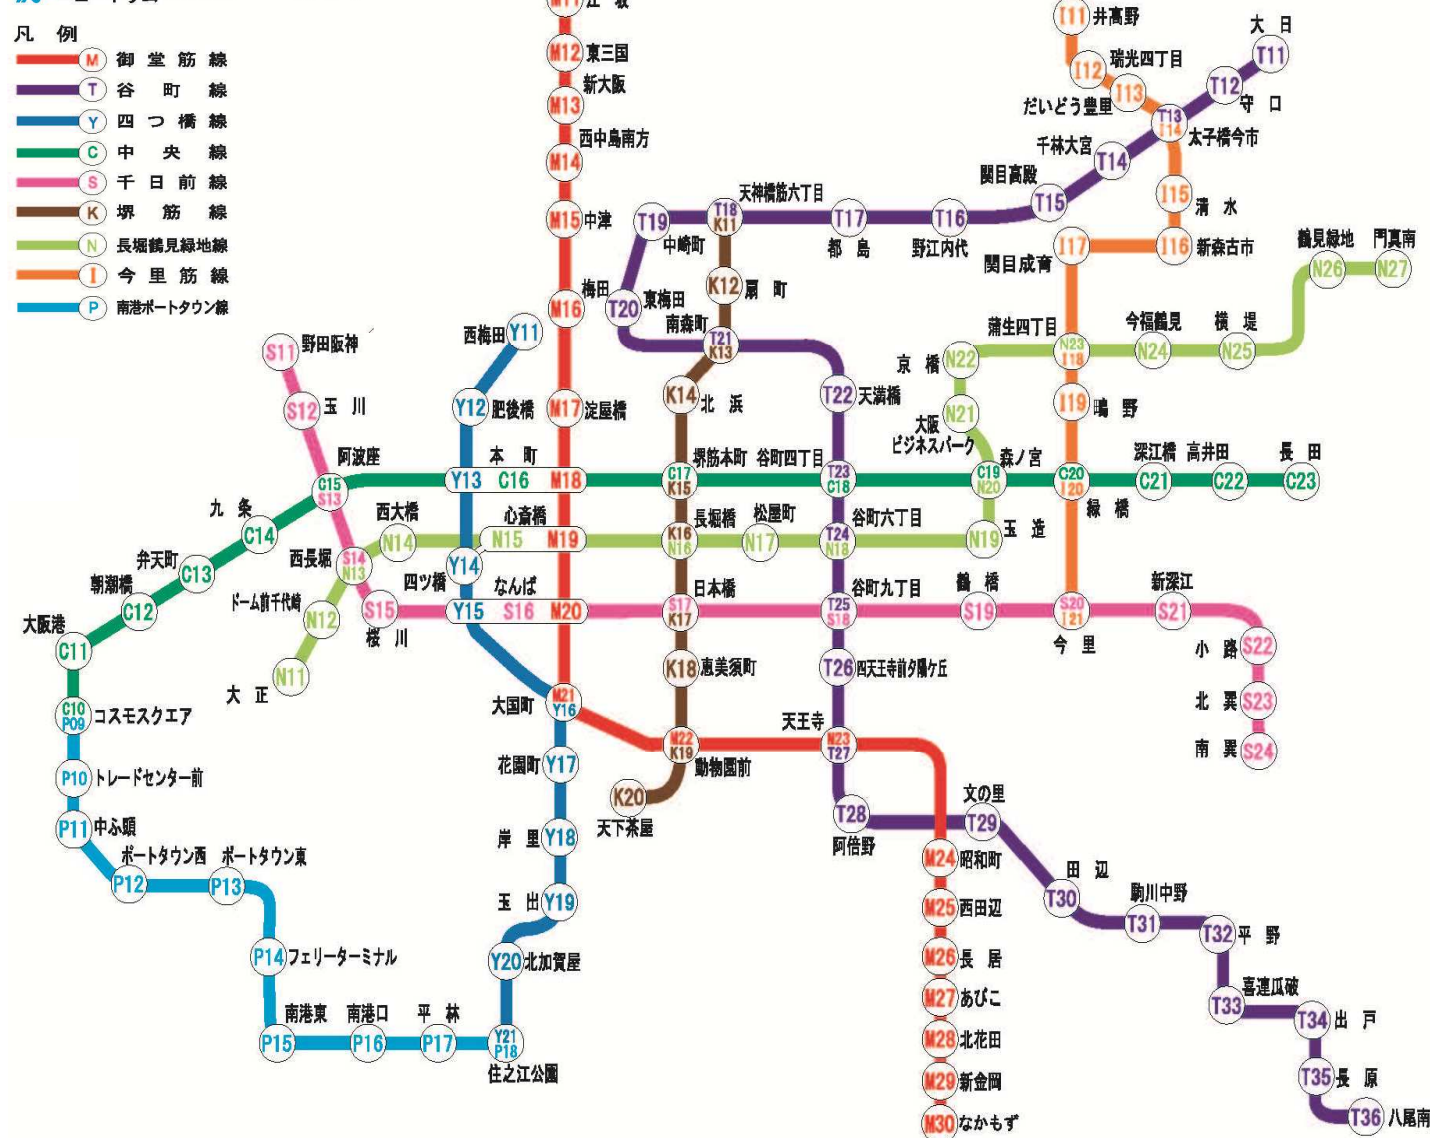 凡 例
M 御 堂 筋 線
T 谷 町 線
Y 四 つ 橋 線
C 中 央 線
S 千 日 前 線
K 堺 筋 線
N 長堀鶴見緑地線
I 今 里 筋 線
P 南港ポートタウン線
M12 東三国
新大阪
M13
西中島南方
M14
M15 中津
梅田
M16
M17 淀屋橋
本 町
Y13 C16 M18
心斎橋
N15 M19
なんば
Y15 S16 M20
大国町
M21
Y16
M22
K19
動物園前
天王寺
N23
T27
M24 昭和町
M25 西田辺
M26 長 居
M27 あびこ
M28 北花田
M29 新金岡
M30 なかもず
I11 井高野
瑞光四丁目
I12
I13
だいどう豊里
大 日
T11
T12
守 口
T13
I14
太子橋今市
千林大宮
T14
関目高殿
T15
I15
清 水
I16 新森古市
I17
関目成育
野江内代
T16
都 島
T17
天神橋筋六丁目
T18
K11
T19
中崎町
T20 東梅田
K12 扇 町
南森町
T21
K13
K14
北 浜
T22 天満橋
蒲生四丁目
N23
I18
今福鶴見
N24
横 堤
N25
鶴見緑地
N26
門真南
N27
京 橋 N22
N21
大阪
ビジネスパーク
I19 鴫 野
西梅田 Y11
Y12 肥後橋
S11 野田阪神
S12 玉 川
阿波座
C15
S13
九 条
C14
弁天町
C13
朝潮橋
C12
大阪港
C11
C10
P09
コスモスクエア
堺筋本町
C17
K15
谷町四丁目
T23
C18
森ノ宮
C19
N20
C20
I20
緑 橋
深江橋
C21
高井田
C22
長 田
C23
西大橋
N14
西長堀
S14
N13
四ツ橋 Y14
長堀橋
K16
N16
松屋町
N17
谷町六丁目
T24
N18
N19
玉 造
ドーム前千代崎
N12
N11
大 正
S15
桜 川
日本橋
S17
K17
谷町九丁目
T25
S18
鶴 橋
S19
S20
I21
今 里
新深江
S21
小 路 S22
北 巽 S23
南 巽 S24
K18 恵美須町
T26 四天王寺前夕陽ケ丘
K20
天下茶屋
T28
阿倍野
文の里
T29
田 辺
T30
駒川中野
T31
T32 平 野
喜連瓜破
T33
T34 出 戸
T35 長 原
T36 八尾南
花園町 Y17
岸 里 Y18
玉 出 Y19
Y20 北加賀屋
Y21
P18
住之江公園
P10 トレードセンター前
P11 中ふ頭
ポートタウン西
P12
ポートタウン東
P13
P14 フェリーターミナル
南港東
P15
南港口
P16
平 林
P17